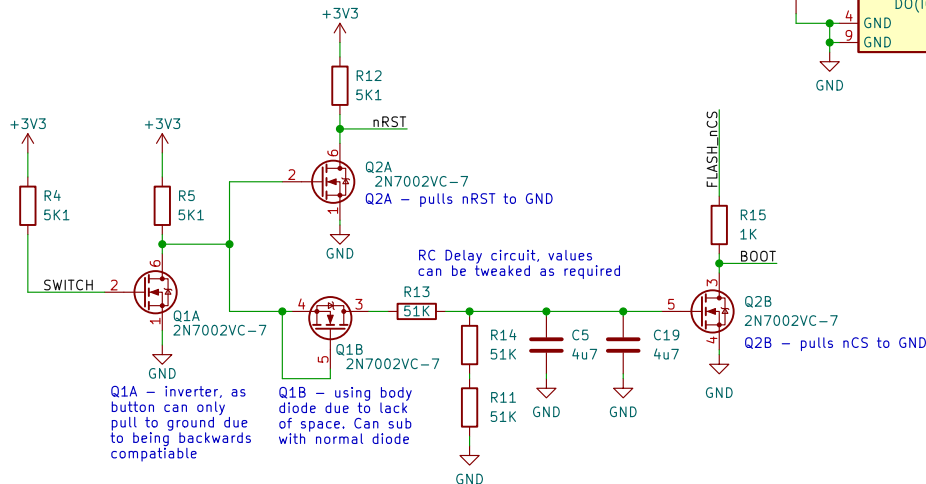 +3V3
R12
5K1
nRST
6
2
Q2A
2N7002VC-7
Q2A – pulls nRST to GND
1
GND
DO(I
4
GND
9
GND
GND
+3V3
R4
5K1
+3V3
R5
5K1
SWITCH
2
6
1
Q1A
2N7002VC-7
GND
Q1A – inverter, as
button can only
pull to ground due
to being backwards
compatiable
4
3
5
Q1B
2N7002VC-7
Q1B – using body
diode due to lack
of space. Can sub
with normal diode
RC Delay circuit, values
can be tweaked as required
R13
51K
R14
51K
R11
51K
GND
C5
4u7
GND
C19
4u7
GND
FLASH_nCS
R15
1K
BOOT
3
5
4
Q2B
2N7002VC-7
Q2B – pulls nCS to GND
GND